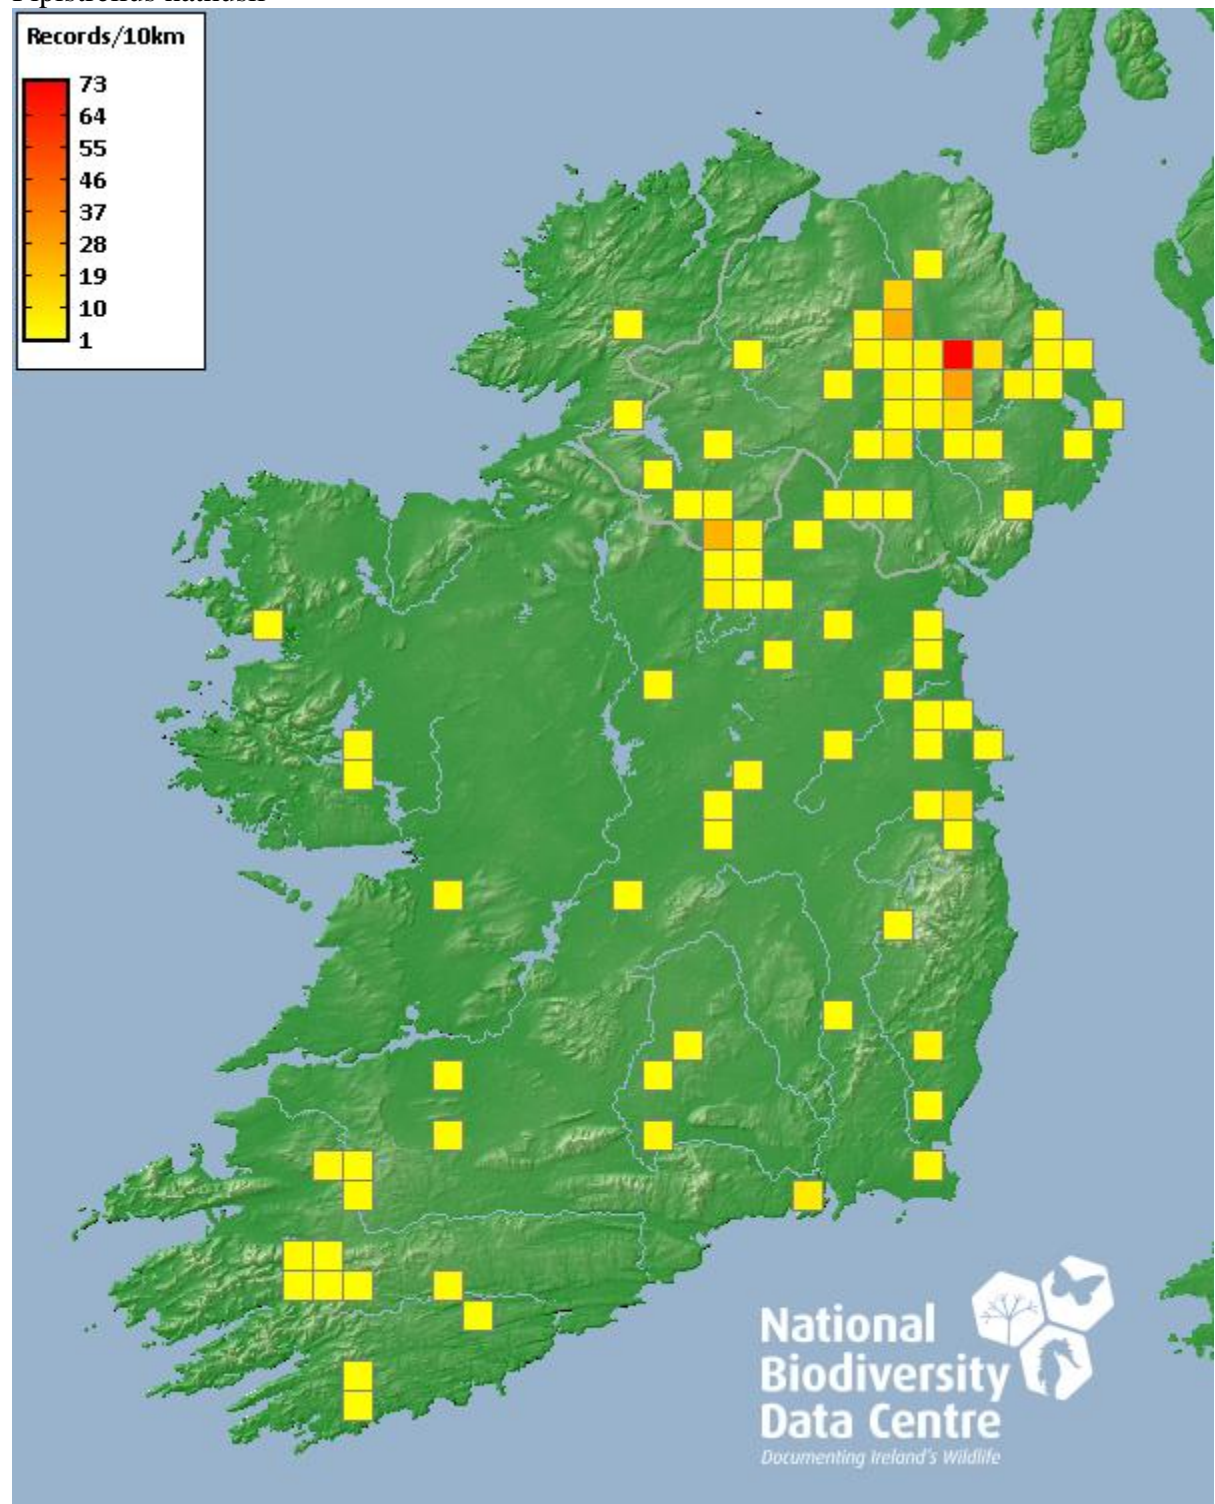 Records/10km
73
64
55
46
37
28
19
10
1
National
Biodiversity
Data Centre
Documenting Ireland's Wildlife